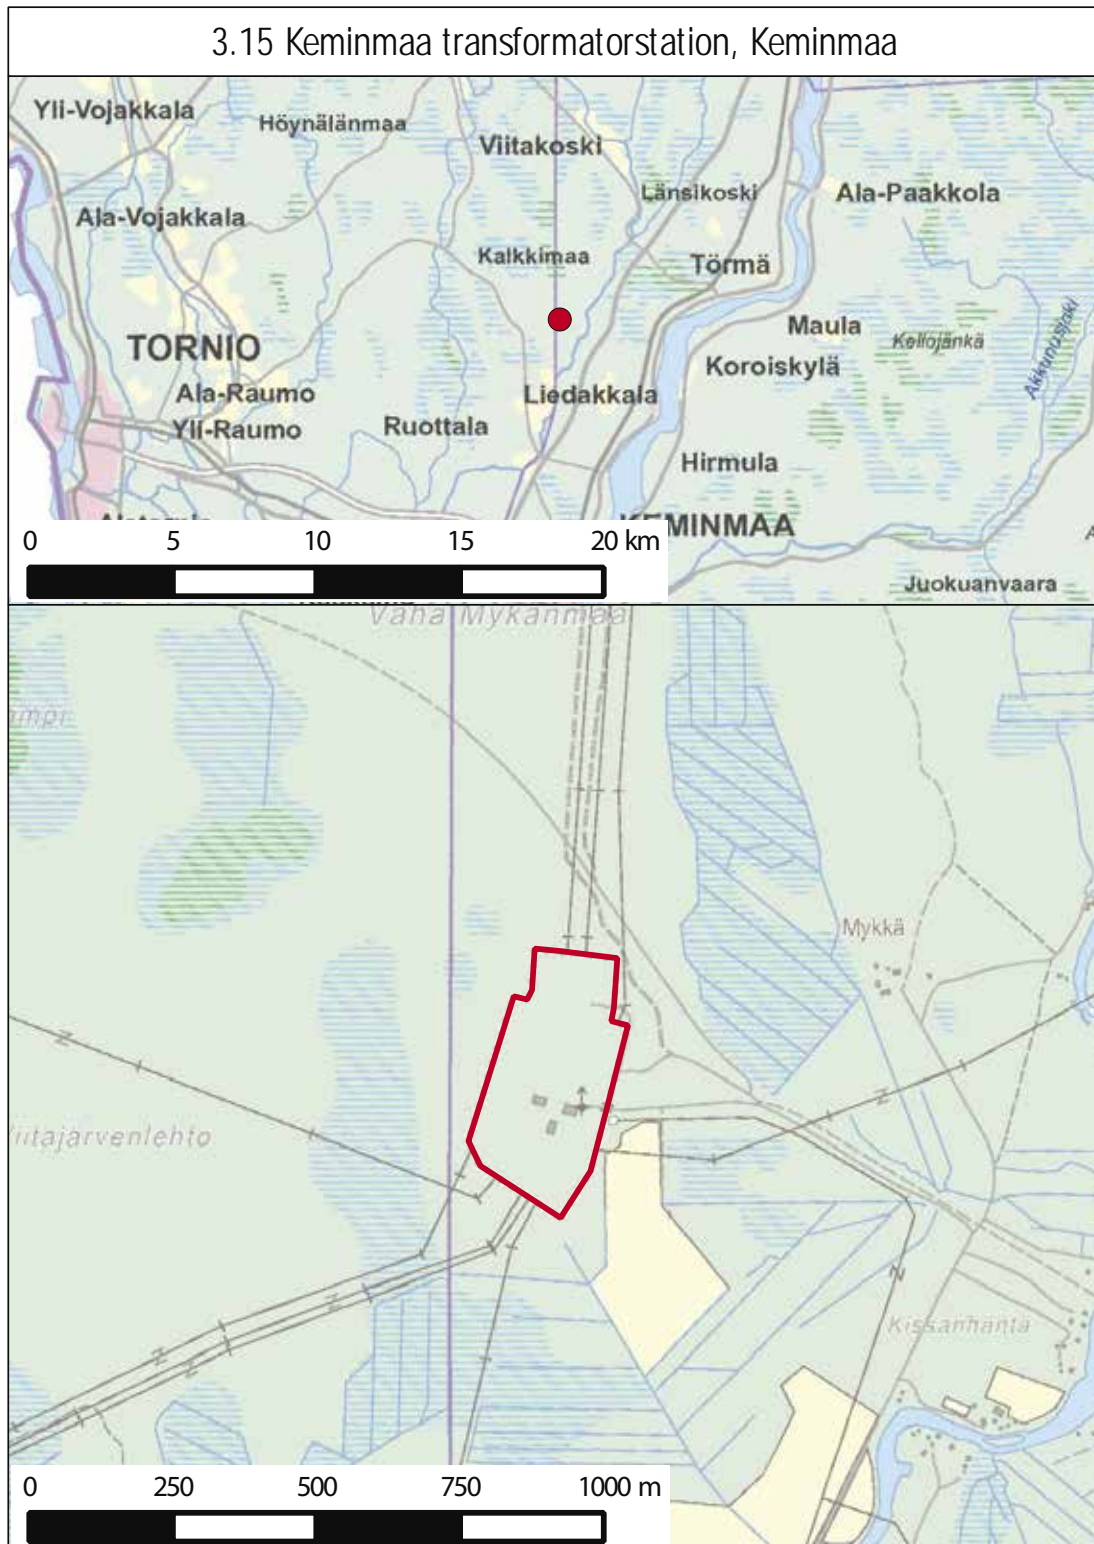 3.15 Keminmaa transformatorstation, Keminmaa
Yli-Vojakkala
Höynälänmaa
Viitakoski
Länsikoski
Ala-Paakkola
Ala-Vojakkala
Kalkkimaa
Törmä
Maula
Kellojänkä
Akkunusjoki
TORNIO
Koroiskylä
Ala-Raumo
Liedakkala
Yli-Raumo
Ruottala
Hirmula
KEMINMAA
Juokuanvaara
0 5 10 15 20 km
Vähä Mykänmaa
Mykkä
Viitajärvenlehto
Kissanhanta
0 250 500 750 1000 m